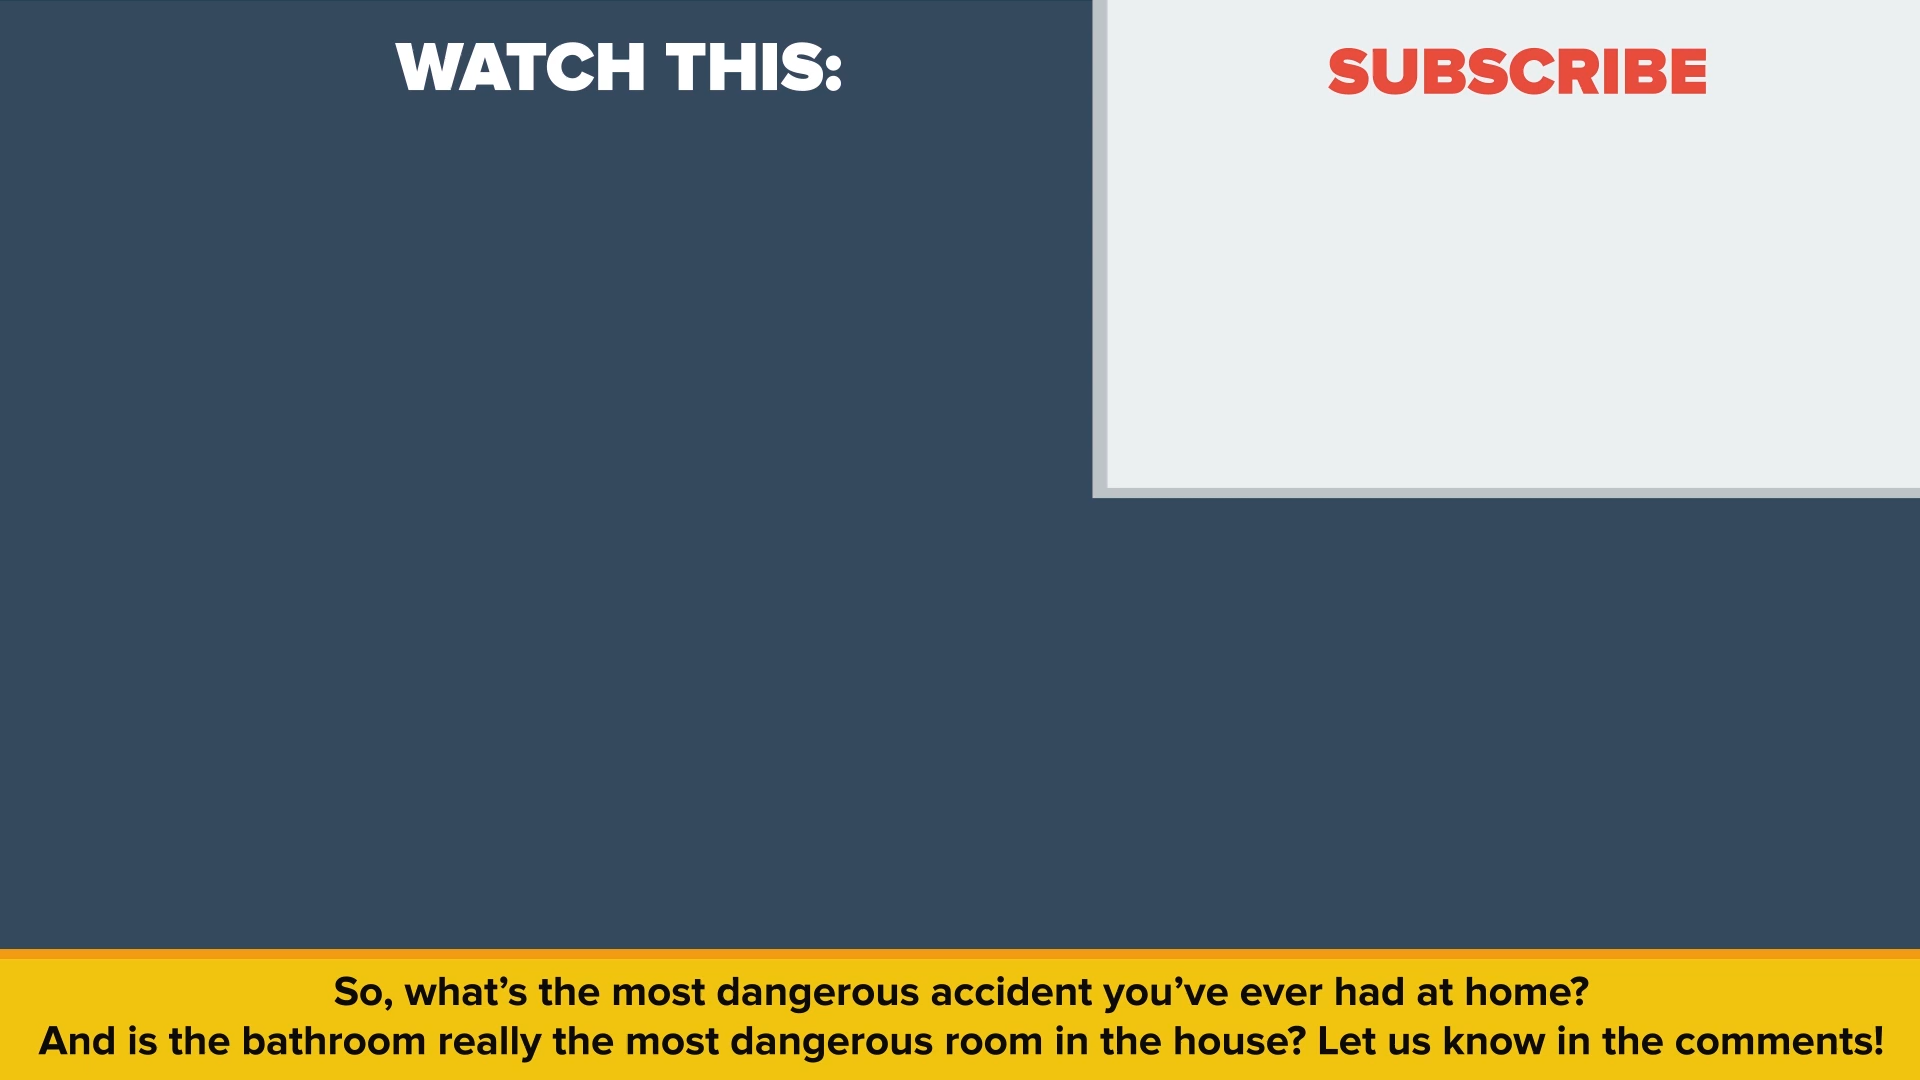 WATCH THIS:
SUBSCRIBE
So, what’s the most dangerous accident you’ve ever had at home?
And is the bathroom really the most dangerous room in the house? Let us know in the comments!